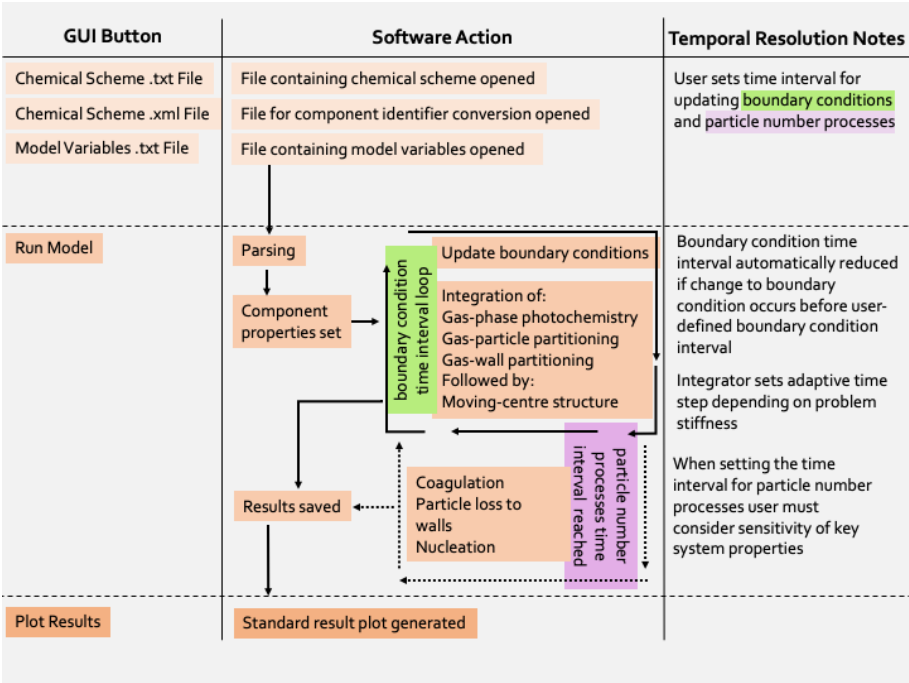 GUI Button
Software Action
Temporal Resolution Notes
Chemical Scheme .txt File
File containing chemical scheme opened
Chemical Scheme .xml File
File for component identifier conversion opened
Model Variables .txt File
File containing model variables opened
User sets time interval for
updating boundary conditions
and particle number processes
Run Model
Parsing
Component
properties set
boundary condition
time interval loop
Update boundary conditions
Integration of:
Gas-phase photochemistry
Gas-particle partitioning
Gas-wall partitioning
Followed by:
Moving-centre structure
particle number
processes time
interval reached
Coagulation
Particle loss to
walls
Nucleation
Results saved
Boundary condition time
interval automatically reduced
if change to boundary
condition occurs before user-
defined boundary condition
interval
Integrator sets adaptive time
step depending on problem
stiffness
When setting the time
interval for particle number
processes user must
consider sensitivity of key
system properties
Plot Results
Standard result plot generated